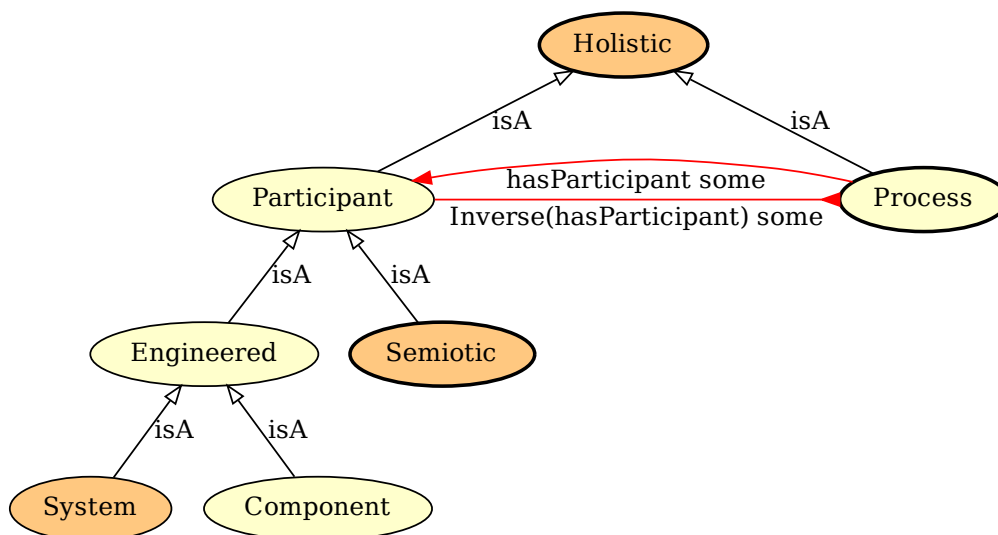 Holistic
isA
isA
hasParticipant some
Participant
Process
Inverse(hasParticipant) some
isA
isA
Engineered
Semiotic
isA
isA
System
Component